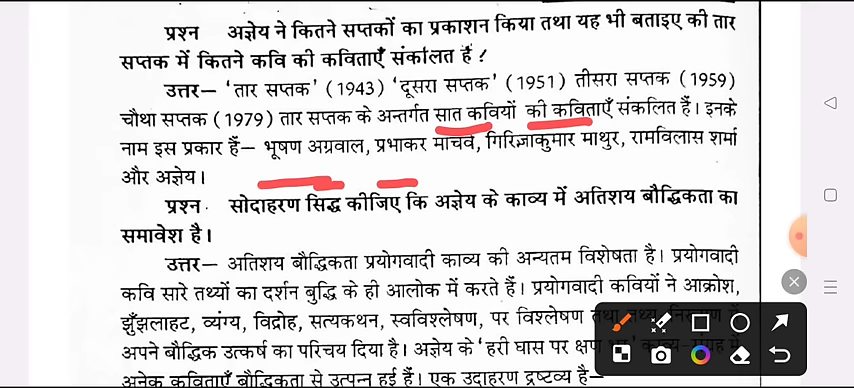 प्रश्न अज्ञेय ने कितने सप्तकों का प्रकाशन किया तथा यह भी बताइए की तार
सप्तक में कितने कवि की कविताएँ संकलित हैं ?
उत्तर– 'तार सप्तक' (1943) 'दूसरा सप्तक' (1951) तीसरा सप्तक (1959)
चौथा सप्तक (1979) तार सप्तक के अन्तर्गत सात कवियों की कविताएँ संकलित हैं। इनके
नाम इस प्रकार हैं– भूषण अग्रवाल, प्रभाकर माचवे, गिरिजाकुमार माथुर, रामविलास शर्मा
और अज्ञेय।
प्रश्न· सोदाहरण सिद्ध कीजिए कि अज्ञेय के काव्य में अतिशय बौद्धिकता का
समावेश है।
उत्तर– अतिशय बौद्धिकता प्रयोगवादी काव्य की अन्यतम विशेषता है। प्रयोगवादी
कवि सारे तथ्यों का दर्शन बुद्धि के ही आलोक में करते हैं। प्रयोगवादी कवियों ने आक्रोश,
झुँझलाहट, व्यंग्य, विद्रोह, सत्यकथन, स्वविश्लेषण, पर विश्लेषण तथा
अपने बौद्धिक उत्कर्ष का परिचय दिया है। अज्ञेय के 'हरी घास पर क्षण
अनेक कविताएँ बौद्धिकता से उत्पन्न हुई हैं। एक उदाहरण द्रष्टव्य है–